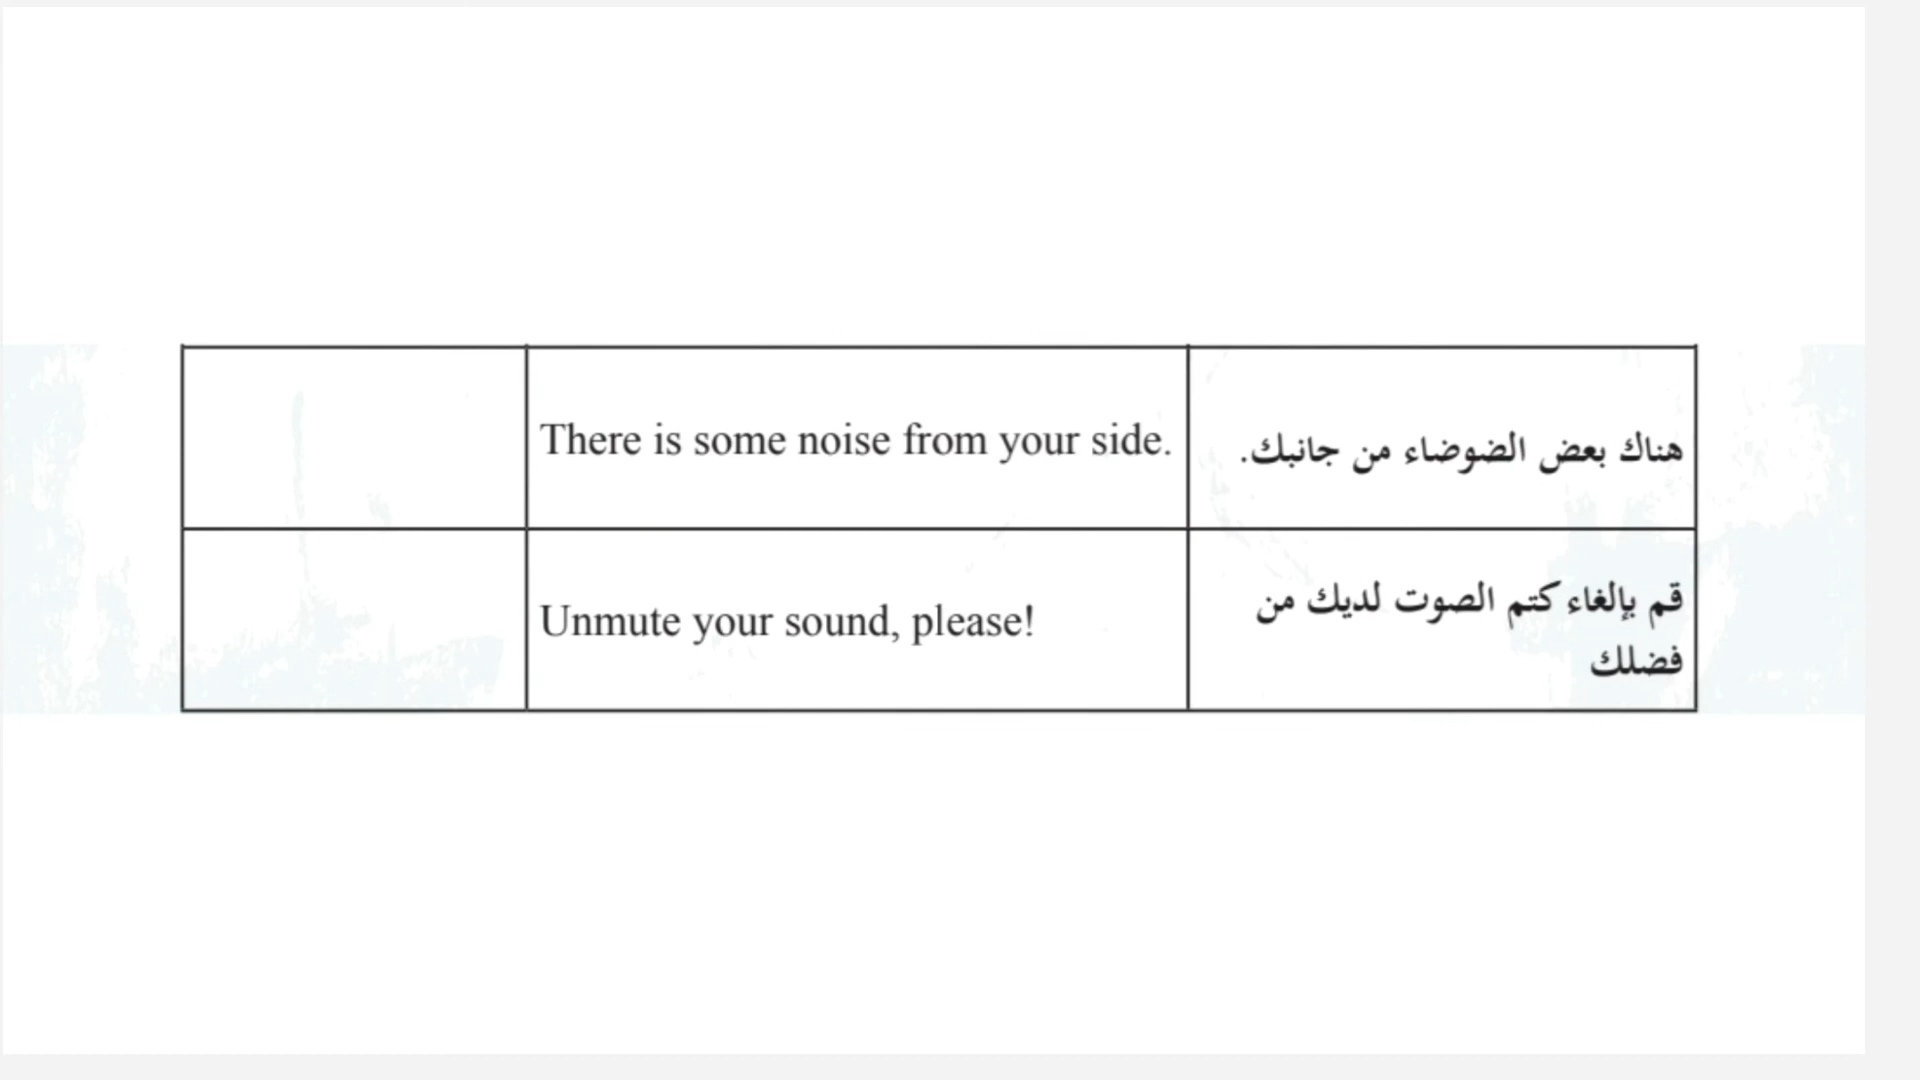 There is some noise from your side.
هناك بعض الضوضاء من جانبك.
Unmute your sound, please!
قم بإلغاء كتم الصوت لديك من
فضلك